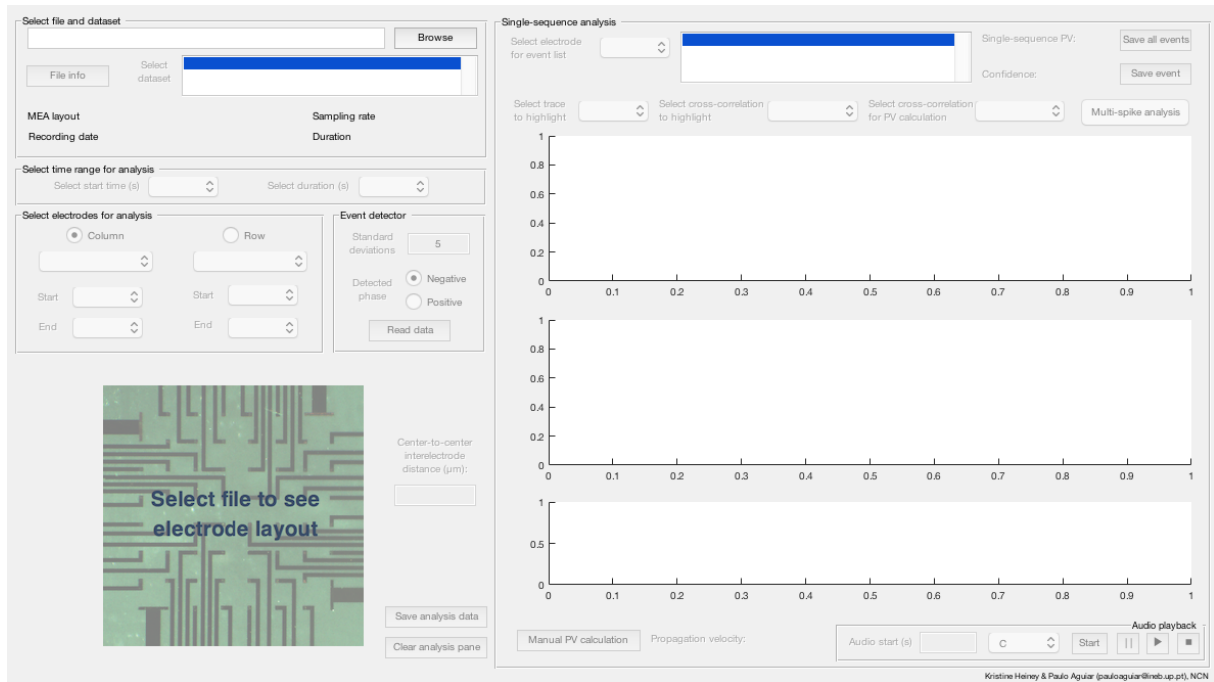 Select file and dataset
Browse
File info
Select
dataset
MEA layout
Sampling rate
Recording date
Duration
Select time range for analysis
Select start time (s)
Select duration (s)
Select electrodes for analysis
Column
Row
Start
Start
End
End
Event detector
Standard
deviations
5
Detected
phase
Negative
Positive
Read data
Select file to see
electrode layout
Center-to-center
interelectrode
distance (μm):
Save analysis data
Clear analysis pane
Single-sequence analysis
Select electrode
for event list
Single-sequence PV:
Save all events
Confidence:
Save event
Select trace
to highlight
Select cross-correlation
to highlight
Select cross-correlation
for PV calculation
Multi-spike analysis
1
0.8
0.6
0.4
0.2
0
0 0.1 0.2 0.3 0.4 0.5 0.6 0.7 0.8 0.9 1
1
0.8
0.6
0.4
0.2
0
0 0.1 0.2 0.3 0.4 0.5 0.6 0.7 0.8 0.9 1
1
0.5
0
0 0.1 0.2 0.3 0.4 0.5 0.6 0.7 0.8 0.9 1
Manual PV calculation
Propagation velocity:
Audio playback
Audio start (s)
C
Start
Kristine Heiney & Paulo Aguiar (pauloaguiar@ineb.up.pt), NCN